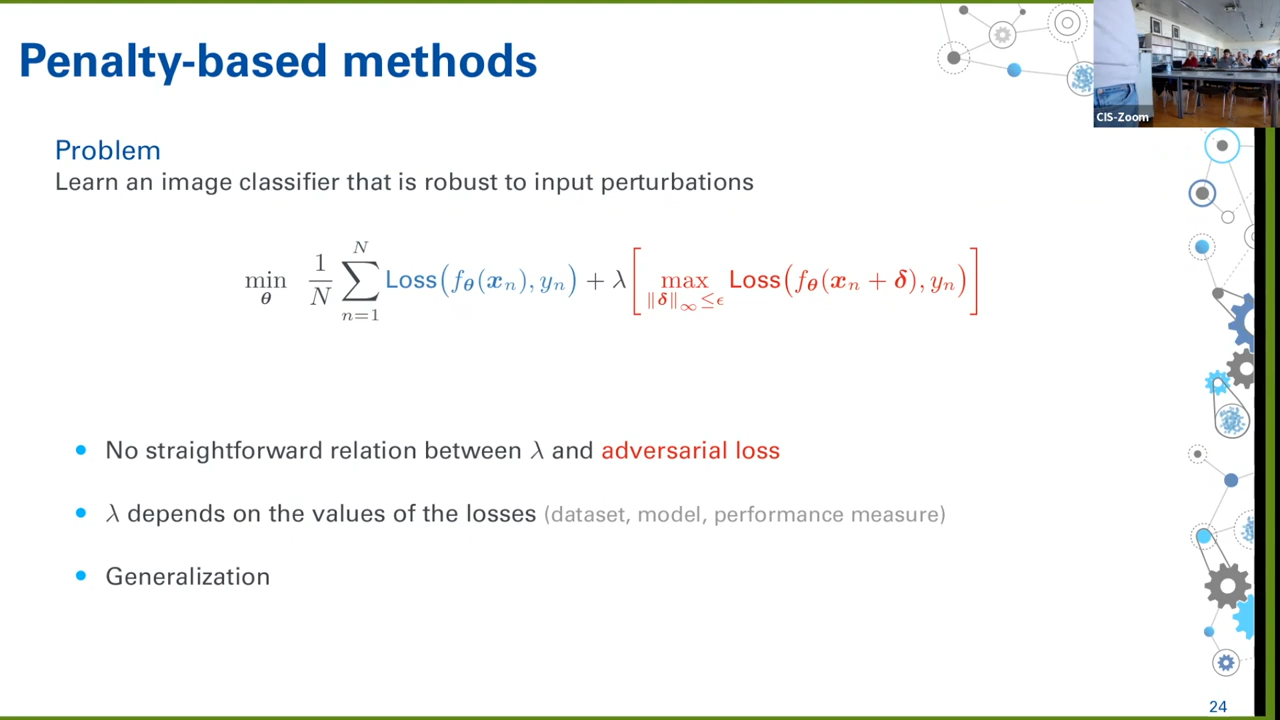 Penalty-based methods
CIS-Zoom
Problem
Learn an image classifier that is robust to input perturbations
min_θ 1/N ∑_{n=1}^{N} Loss(f_θ(x_n), y_n) + λ[ max_{‖δ‖_∞ ≤ ϵ} Loss(f_θ(x_n + δ), y_n) ]
• No straightforward relation between λ and adversarial loss
• λ depends on the values of the losses (dataset, model, performance measure)
• Generalization
24